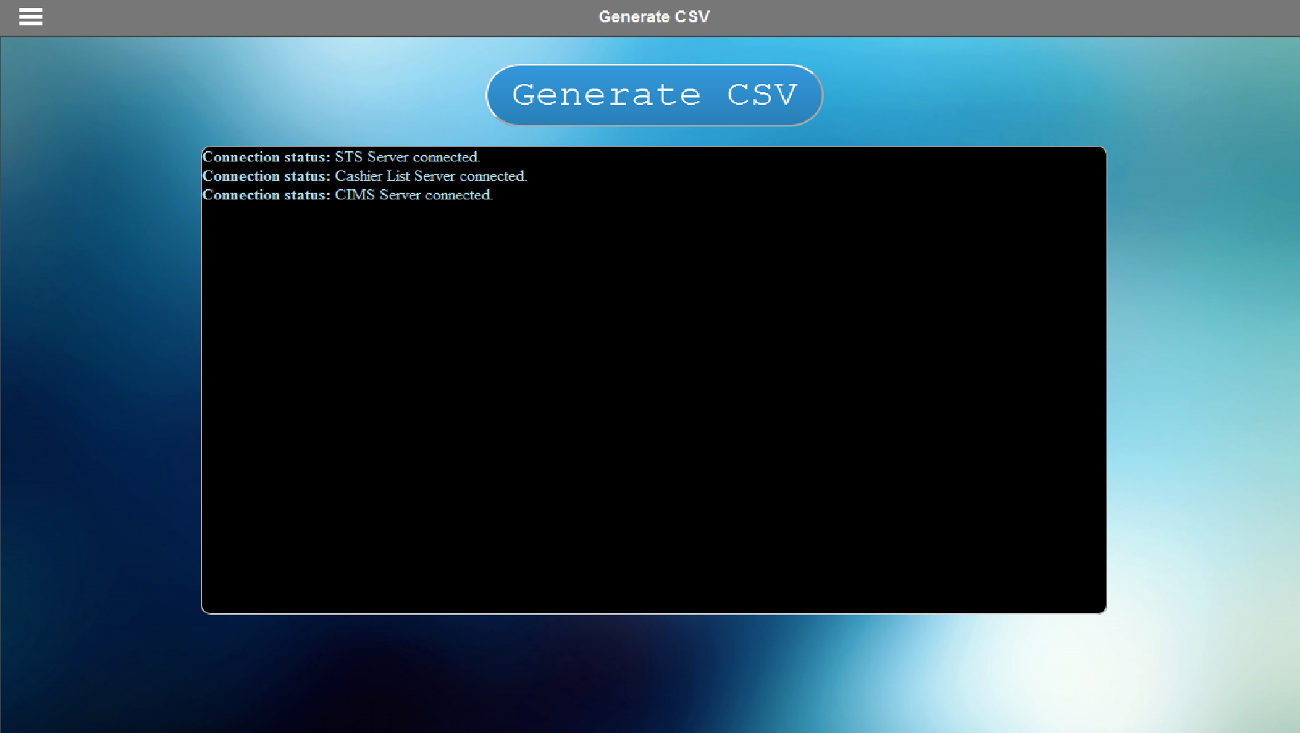 Generate CSV
Generate CSV
Connection status: STS Server connected.
Connection status: Cashier List Server connected.
Connection status: CIMS Server connected.